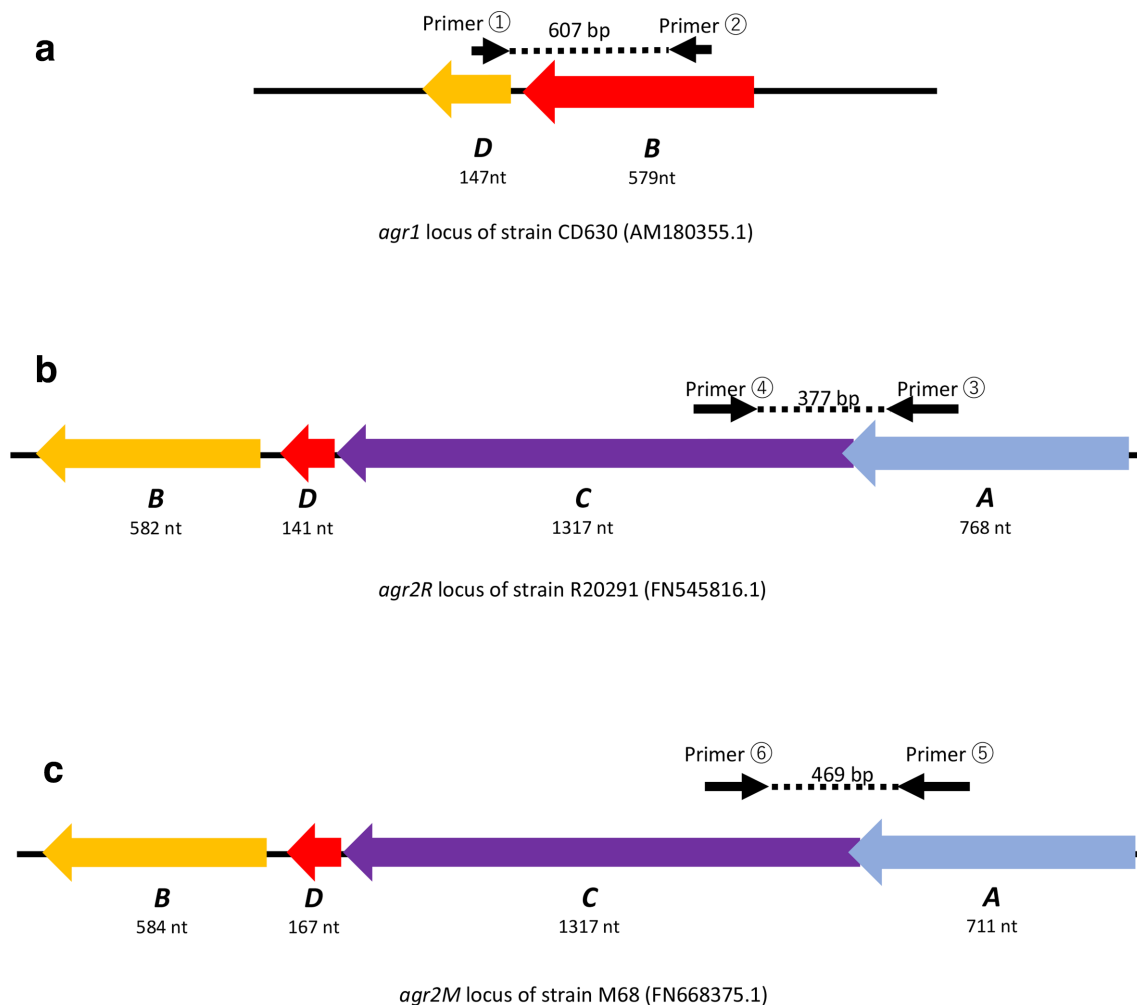 a
Primer ① 607 bp Primer ②
D B
147nt 579nt
agr1 locus of strain CD630 (AM180355.1)
b
Primer ④ 377 bp Primer ③
B D C A
582 nt 141 nt 1317 nt 768 nt
agr2R locus of strain R20291 (FN545816.1)
c
Primer ⑥ 469 bp Primer ⑤
B D C A
584 nt 167 nt 1317 nt 711 nt
agr2M locus of strain M68 (FN668375.1)